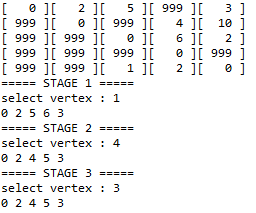 [   0 ][   2 ][   5 ][ 999 ][   3 ]
[ 999 ][   0 ][ 999 ][   4 ][  10 ]
[ 999 ][ 999 ][   0 ][   6 ][   2 ]
[ 999 ][ 999 ][ 999 ][   0 ][ 999 ]
[ 999 ][ 999 ][   1 ][   2 ][   0 ]
===== STAGE 1 =====
select vertex : 1
0 2 5 6 3
===== STAGE 2 =====
select vertex : 4
0 2 4 5 3
===== STAGE 3 =====
select vertex : 3
0 2 4 5 3